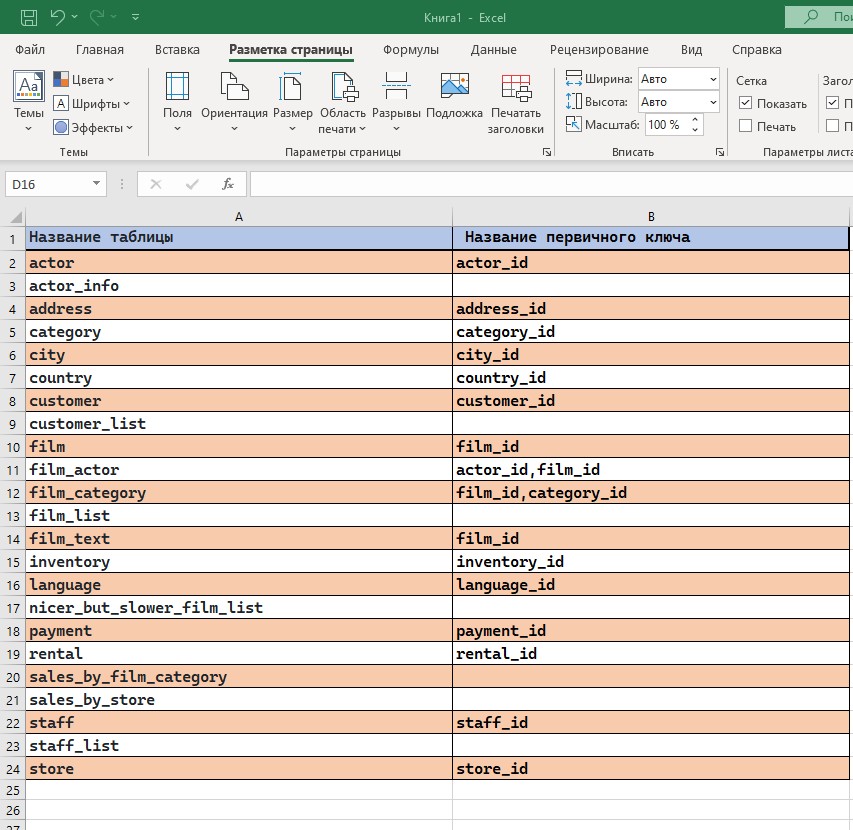 Книга1 - Excel
Пои
Файл Главная Вставка Разметка страницы Формулы Данные Рецензирование Вид Справка
Aa Темы
Цвета
A Шрифты
Эффекты
Темы
Поля Ориентация Размер Область печати Разрывы Подложка Печатать заголовки
Параметры страницы
Ширина: Авто
Высота: Авто
Масштаб: 100 %
Вписать
Сетка Загол
Показать П
Печать П
Параметры листа
D16 fx
A B
1 Название таблицы Название первичного ключа
2 actor actor_id
3 actor_info
4 address address_id
5 category category_id
6 city city_id
7 country country_id
8 customer customer_id
9 customer_list
10 film film_id
11 film_actor actor_id,film_id
12 film_category film_id,category_id
13 film_list
14 film_text film_id
15 inventory inventory_id
16 language language_id
17 nicer_but_slower_film_list
18 payment payment_id
19 rental rental_id
20 sales_by_film_category
21 sales_by_store
22 staff staff_id
23 staff_list
24 store store_id
25
26
27